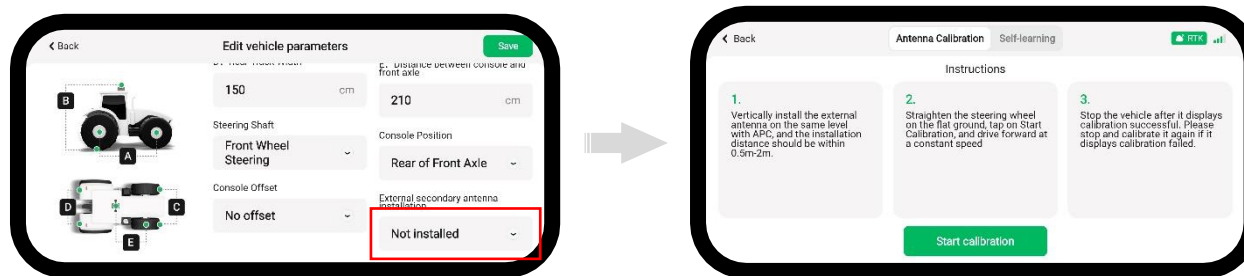 Back
Edit vehicle parameters
Save
D. Rear Track Width
E. Distance between console and
front axle
150 cm
210 cm
B
A
Steering Shaft
Front Wheel
Steering
Console Position
Rear of Front Axle
Console Offset
No offset
External secondary antenna
installation
Not installed
D
C
E
Back
Antenna Calibration
Self-learning
RTK
Instructions
1.
Vertically install the external
antenna on the same level
with APC, and the installation
distance should be within
0.5m-2m.
2.
Straighten the steering wheel
on the flat ground, tap on Start
Calibration, and drive forward at
a constant speed
3.
Stop the vehicle after it displays
calibration successful. Please
stop and calibrate it again if it
displays calibration failed.
Start calibration